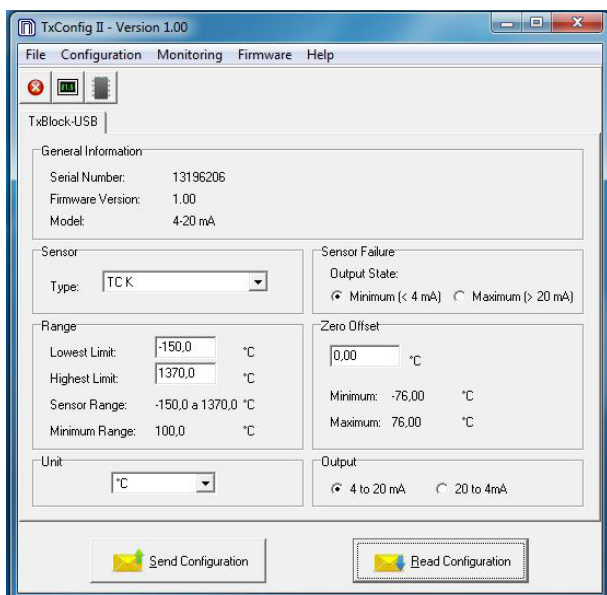 TxConfig II - Version 1.00
File Configuration Monitoring Firmware Help
TxBlock-USB
General Information
Serial Number: 13196206
Firmware Version: 1.00
Model: 4-20 mA
Sensor
Type: TC K
Sensor Failure
Output State:
Minimum (< 4 mA) Maximum (> 20 mA)
Range
Lowest Limit: -150,0 °C
Highest Limit: 1370,0 °C
Sensor Range: -150,0 a 1370,0 °C
Minimum Range: 100,0 °C
Zero Offset
0,00 °C
Minimum: -76,00 °C
Maximum: 76,00 °C
Unit
°C
Output
4 to 20 mA 20 to 4mA
Send Configuration
Read Configuration